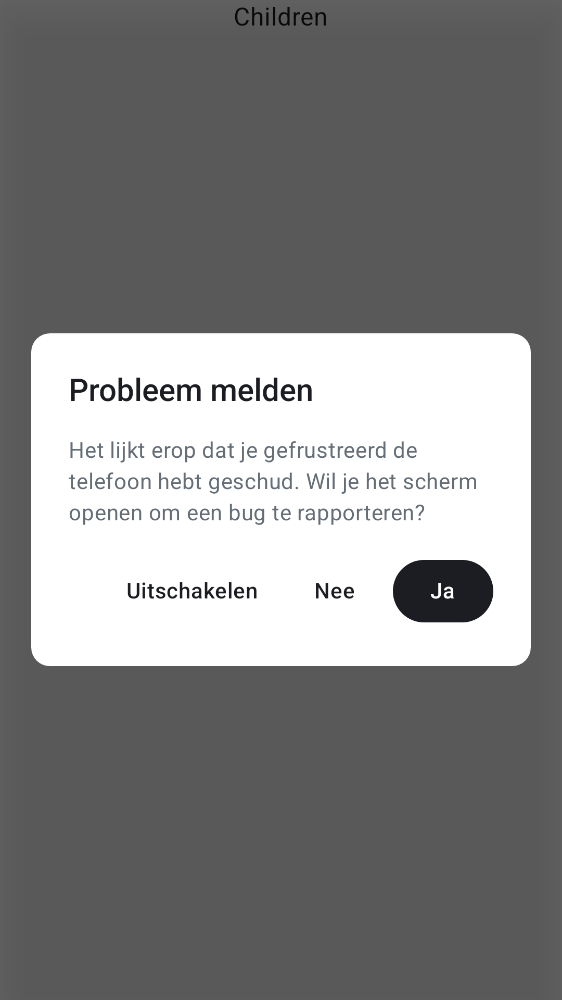 Children
Probleem melden
Het lijkt erop dat je gefrustreerd de
telefoon hebt geschud. Wil je het scherm
openen om een bug te rapporteren?
Uitschakelen Nee Ja